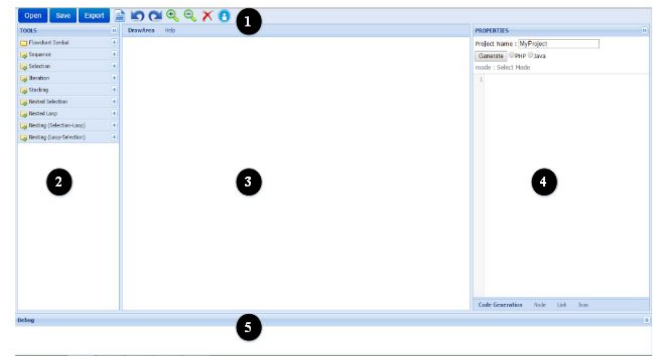 Open Save Export
1
TOOLS
Flowchart Symbol
Sequence
Selection
Iteration
Stacking
Nested Selection
Nested Loop
Nesting (Selection-Loop)
Nesting (Loop-Selection)
2
DrawArea Help
3
PROPERTIES
Project Name : MyProject
Generate PHP Java
mode : Select Mode
1
4
Code Generation Node Link Json
Debug
5